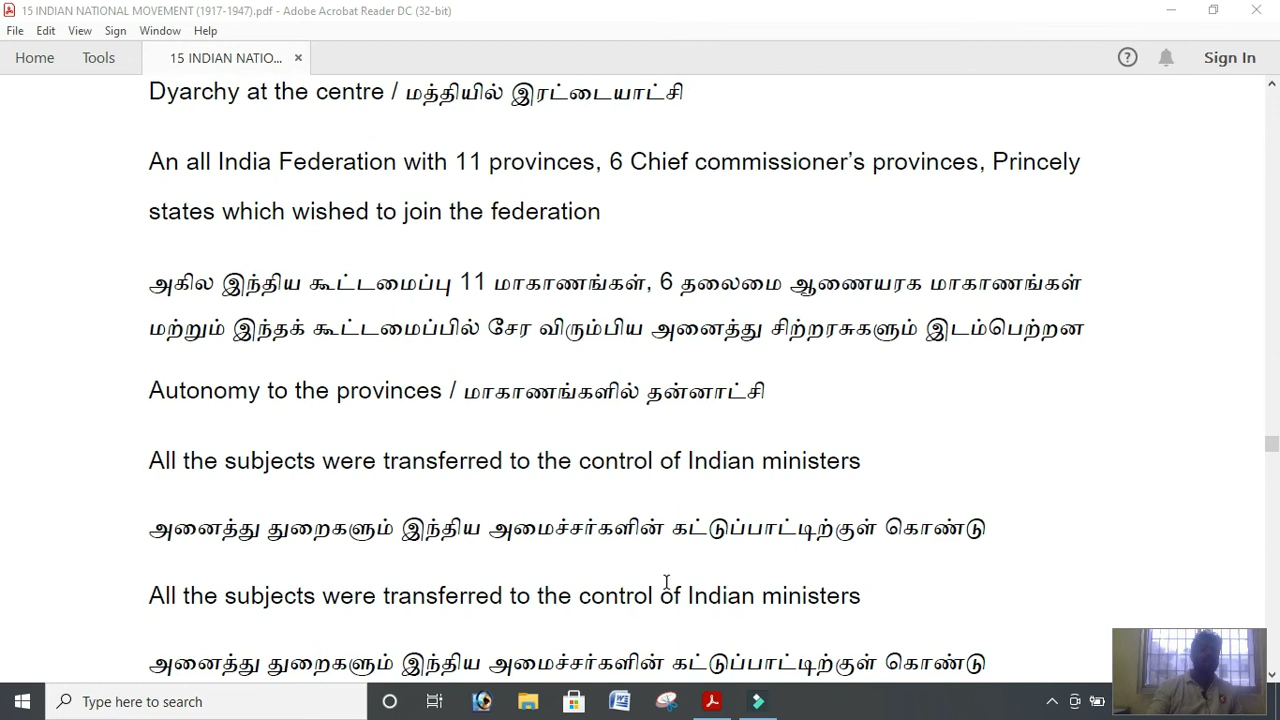 15 INDIAN NATIONAL MOVEMENT (1917-1947).pdf - Adobe Acrobat Reader DC (32-bit)
File Edit View Sign Window Help
Home Tools 15 INDIAN NATIO... × Sign In
Dyarchy at the centre / மத்தியில் இரட்டையாட்சி
An all India Federation with 11 provinces, 6 Chief commissioner’s provinces, Princely
states which wished to join the federation
அகில இந்திய கூட்டமைப்பு 11 மாகாணங்கள், 6 தலைமை ஆணையரக மாகாணங்கள்
மற்றும் இந்தக் கூட்டமைப்பில் சேர விரும்பிய அனைத்து சிற்றரசுகளும் இடம்பெற்றன
Autonomy to the provinces / மாகாணங்களில் தன்னாட்சி
All the subjects were transferred to the control of Indian ministers
அனைத்து துறைகளும் இந்திய அமைச்சர்களின் கட்டுப்பாட்டிற்குள் கொண்டு
All the subjects were transferred to the control of Indian ministers
அனைத்து துறைகளும் இந்திய அமைச்சர்களின் கட்டுப்பாட்டிற்குள் கொண்டு
Type here to search